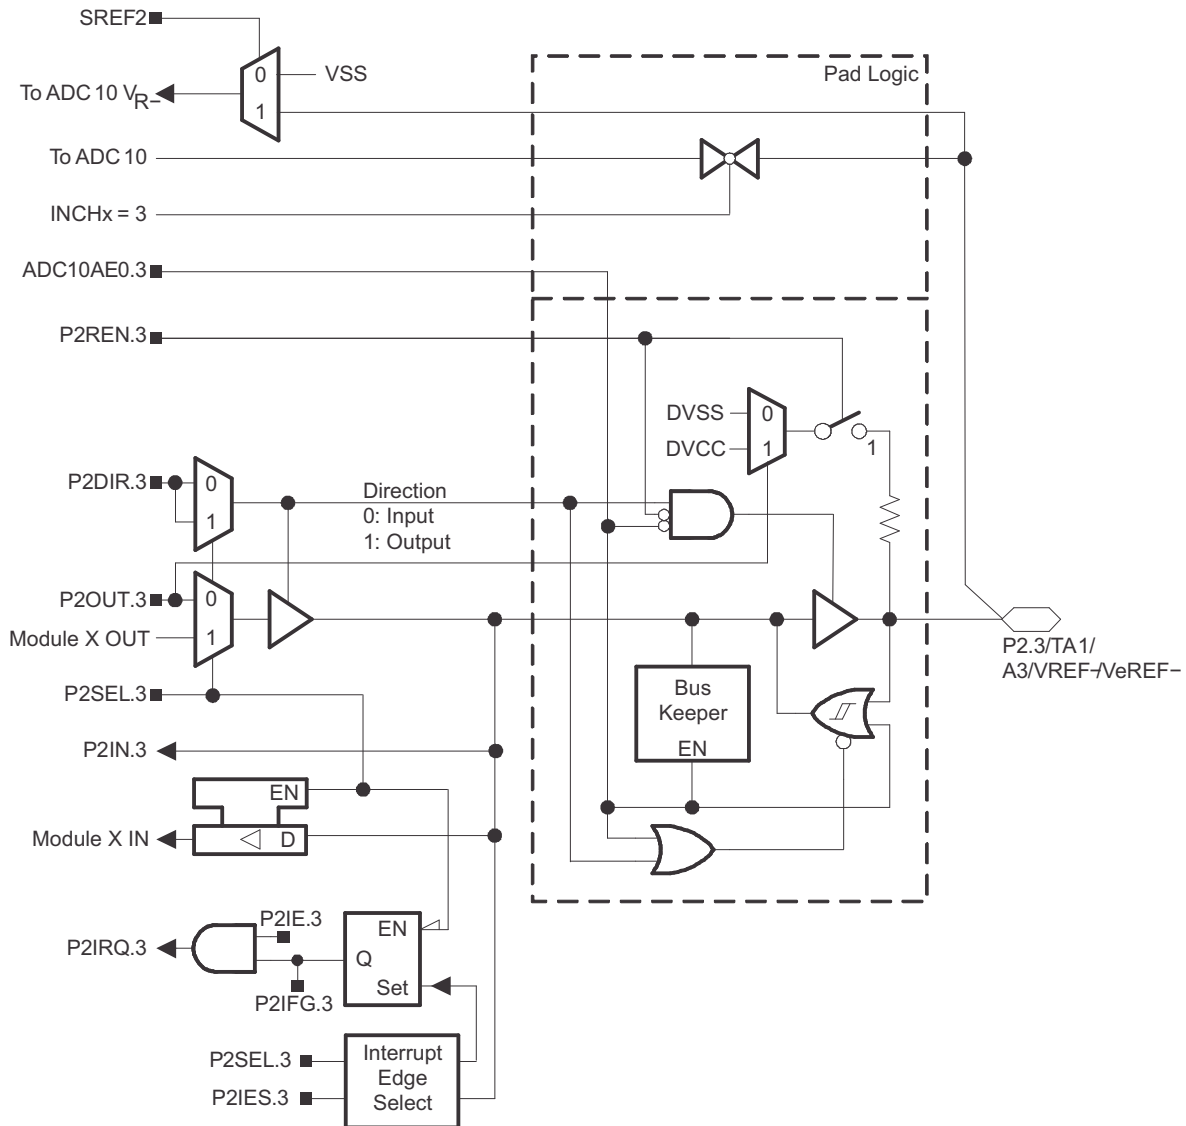 SREF2
0
VSS
Pad Logic
To ADC 10 VR−
1
To ADC 10
INCHx = 3
ADC10AE0.3
P2REN.3
DVSS
0
DVCC
1
1
P2DIR.3
0
1
Direction
0: Input
1: Output
P2OUT.3
0
Module X OUT
1
P2.3/TA1/
A3/VREF−/VeREF−
P2SEL.3
Bus
Keeper
EN
P2IN.3
EN
Module X IN
D
P2IE.3
EN
P2IRQ.3
Q
Set
P2IFG.3
P2SEL.3
Interrupt
Edge
Select
P2IES.3